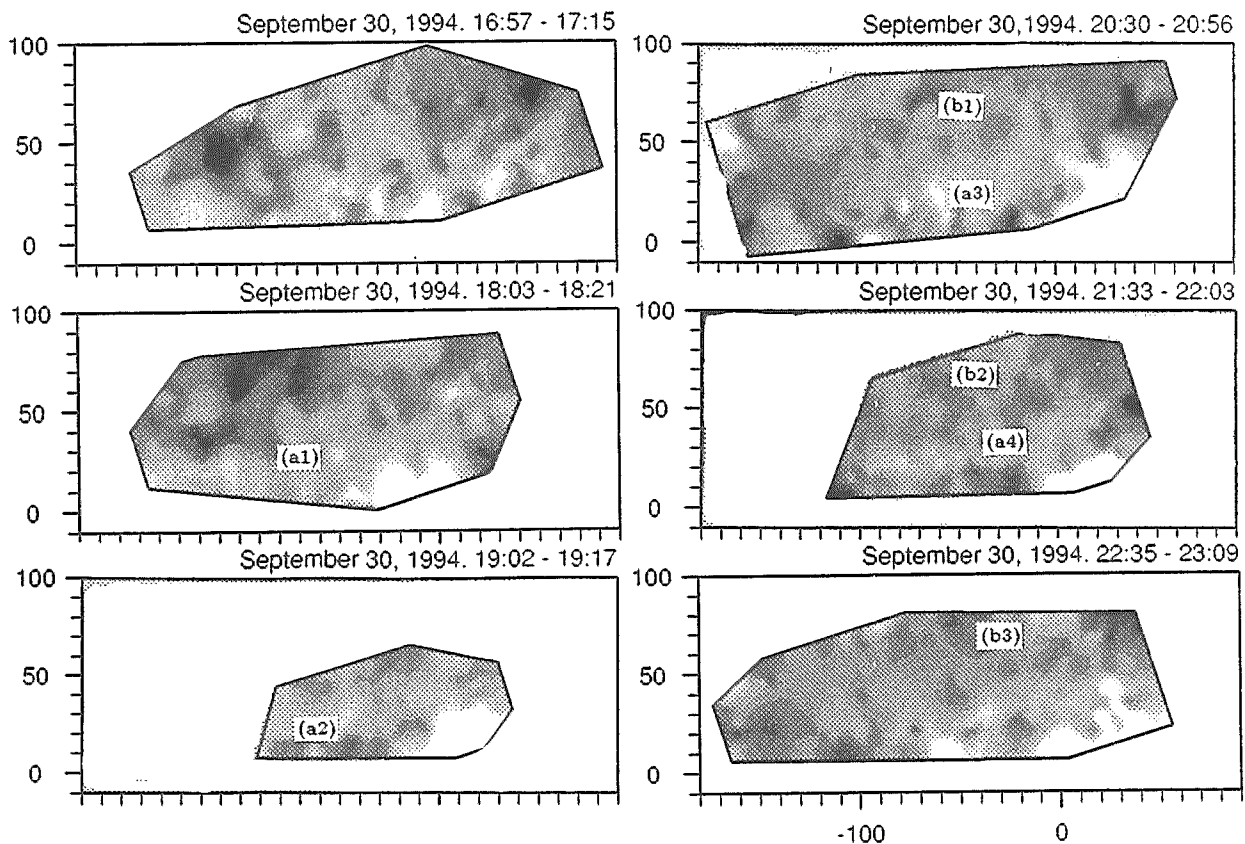 September 30, 1994. 16:57 - 17:15
100
50
0
September 30, 1994. 18:03 - 18:21
100
50
0
(a1)
September 30, 1994. 19:02 - 19:17
100
50
0
(a2)
September 30,1994. 20:30 - 20:56
100
50
0
(b1)
(a3)
September 30, 1994. 21:33 - 22:03
100
50
0
(b2)
(a4)
September 30, 1994. 22:35 - 23:09
100
50
0
(b3)
-100 0